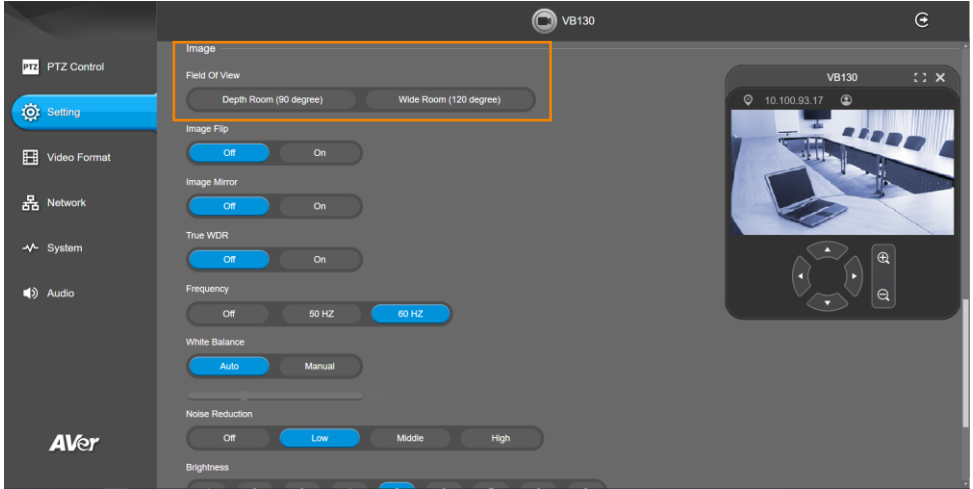 VB130
PTZ PTZ Control
Setting
Video Format
Network
System
Audio
AVer
Image
Field Of View
Depth Room (90 degree) Wide Room (120 degree)
Image Flip
Off On
Image Mirror
Off On
True WDR
Off On
Frequency
Off 50 HZ 60 HZ
White Balance
Auto Manual
Noise Reduction
Off Low Middle High
Brightness
VB130
10.100.93.17